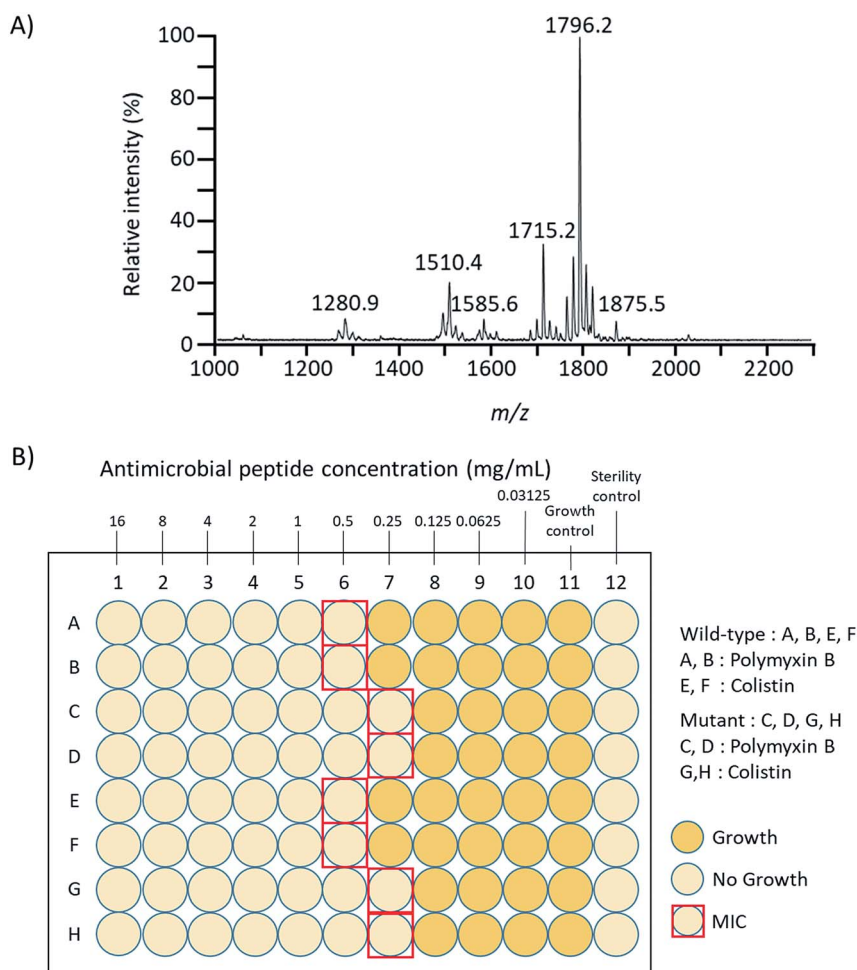 A)
1796.2
100
80
60
40
20
0
Relative intensity (%)
1715.2
1510.4
1280.9
1585.6
1875.5
1000 1200 1400 1600 1800 2000 2200
m/z
B)
Antimicrobial peptide concentration (mg/mL)
Sterility
control
0.03125
Growth
control
16 8 4 2 1 0.5 0.25 0.125 0.0625
1 2 3 4 5 6 7 8 9 10 11 12
A
B
C
D
E
F
G
H
Wild-type : A, B, E, F
A, B : Polymyxin B
E, F : Colistin
Mutant : C, D, G, H
C, D : Polymyxin B
G,H : Colistin
Growth
No Growth
MIC